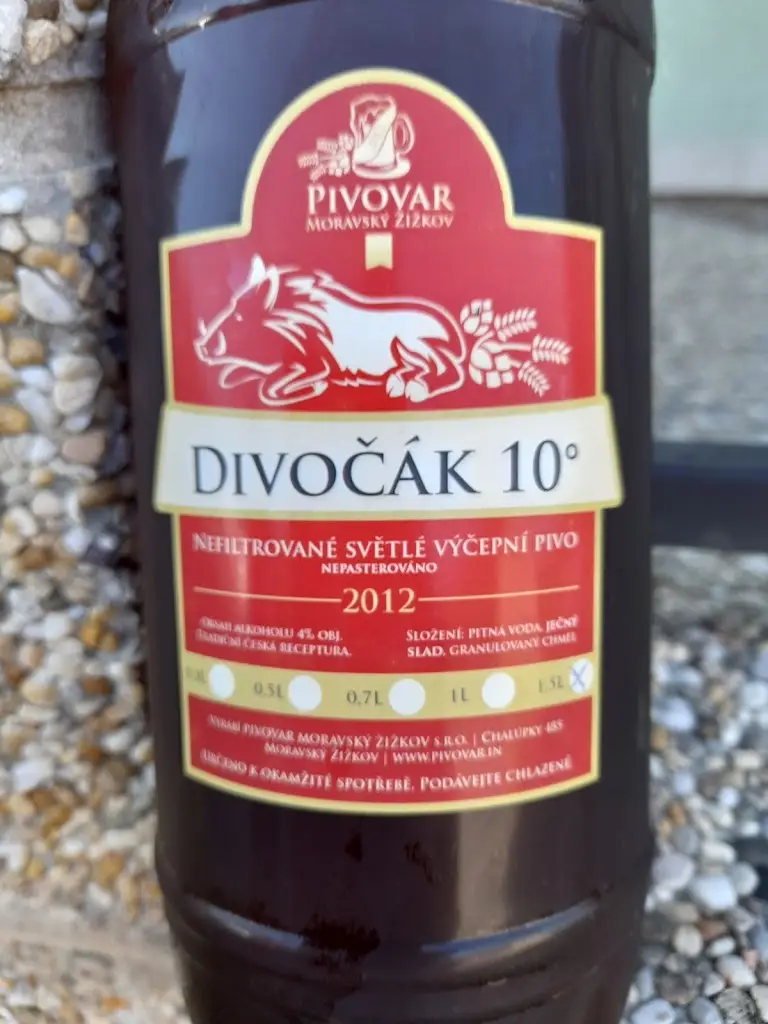 PIVOVAR
MORAVSKÝ ŽIŽKOV
DIVOČÁK 10°
NEFILTROVANÉ SVĚTLÉ VÝČEPNÍ PIVO
NEPASTEROVÁNO
2012
OBSAH ALKOHOLU 4% OBJ.
TRADIČNÍ ČESKÁ RECEPTURA.
SLOŽENÍ: PITNÁ VODA, JEČNÝ
SLAD, GRANULOVANÝ CHMEL
0.5L 0,7L 1L 1.5L X
VYRÁBÍ PIVOVAR MORAVSKÝ ŽIŽKOV S.R.O. | CHALUPKY 485
MORAVSKÝ ŽIŽKOV | WWW.PIVOVAR.IN
URČENO K OKAMŽITÉ SPOTŘEBĚ. PODÁVEJTE CHLAZENÉ